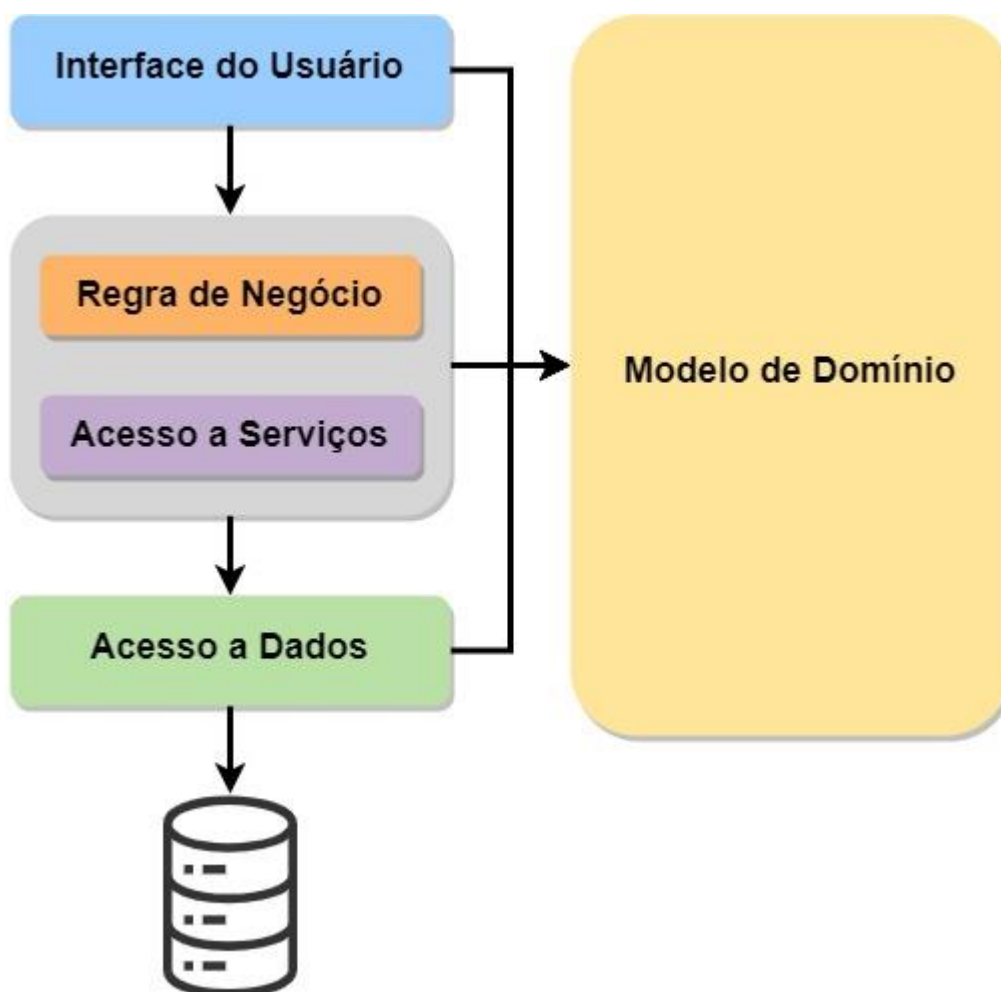 Interface do Usuário
Regra de Negócio
Acesso a Serviços
Modelo de Domínio
Acesso a Dados